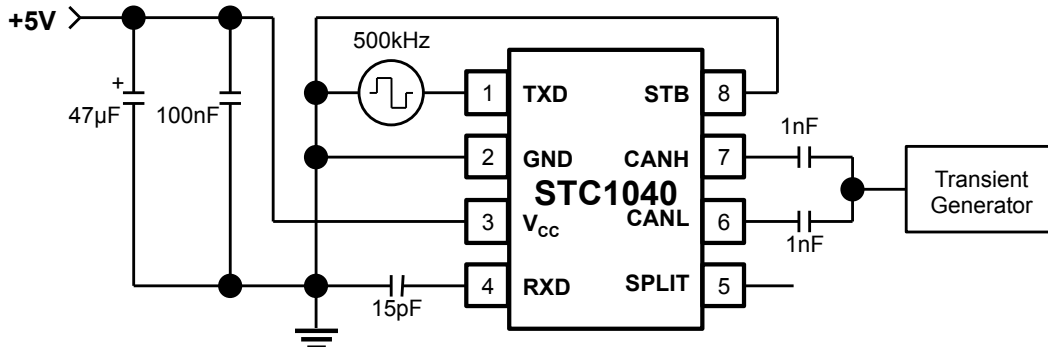 +5V
500kHz
+
47µF
100nF
1 TXD STB 8
1nF
2 GND CANH 7
STC1040
Transient
Generator
3 VCC CANL 6
1nF
4 RXD SPLIT 5
15pF